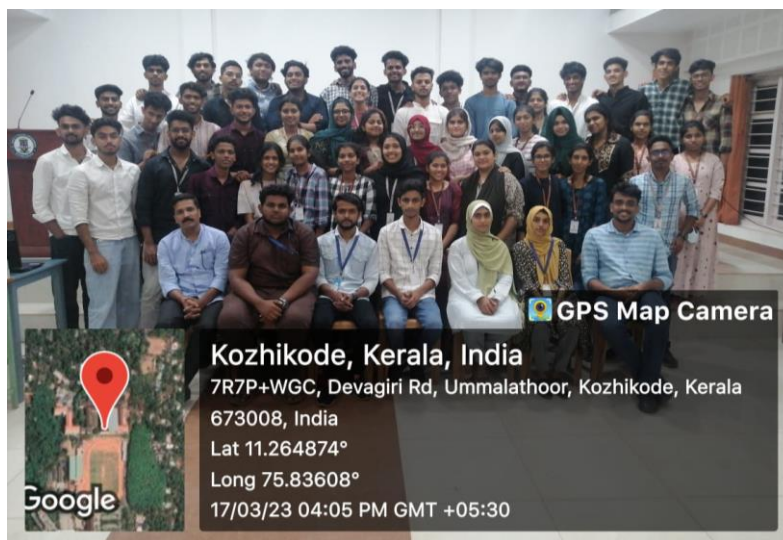 GPS Map Camera
Kozhikode, Kerala, India
7R7P+WGC, Devagiri Rd, Ummalathoor, Kozhikode, Kerala
673008, India
Lat 11.264874°
Long 75.83608°
17/03/23 04:05 PM GMT +05:30
Google